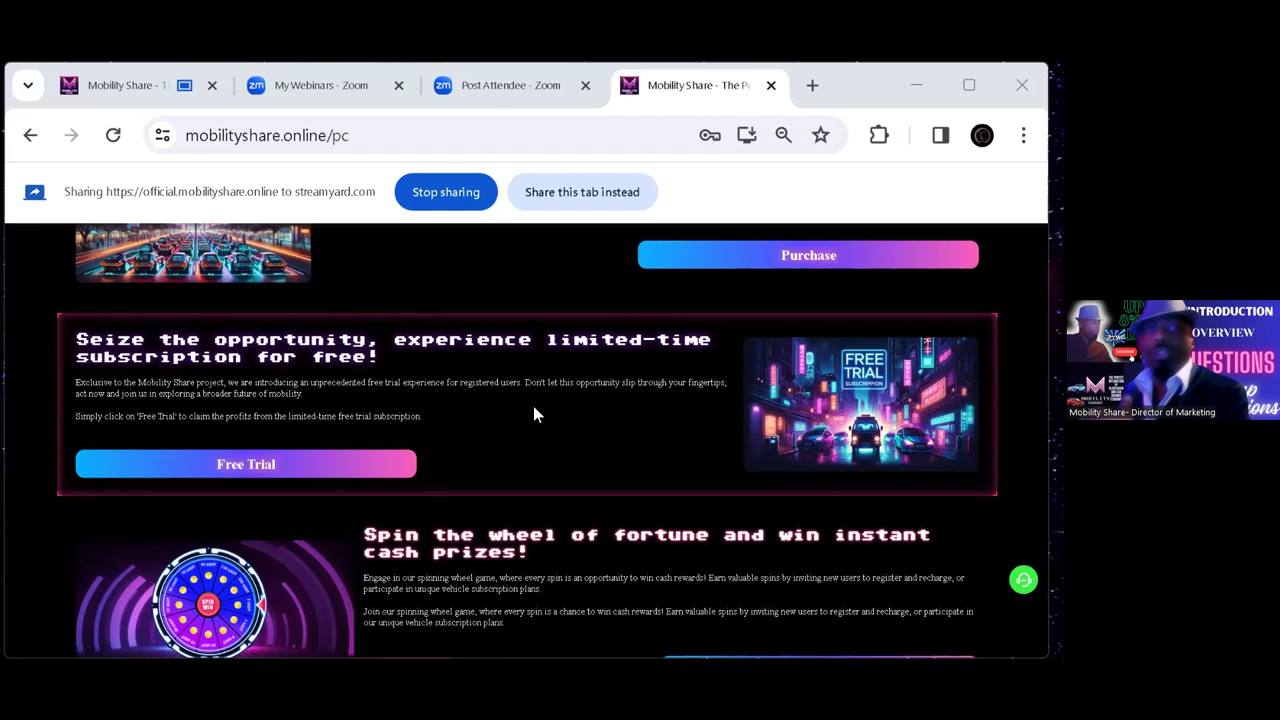 Mobility Share - T
My Webinars - Zoom
Post Attendee - Zoom
Mobility Share - The Pe
mobilityshare.online/pc
Sharing https://official.mobilityshare.online to streamyard.com
Stop sharing
Share this tab instead
Purchase
Seize the opportunity, experience limited-time
subscription for free!
Exclusive to the Mobility Share project, we are introducing an unprecedented free trial experience for registered users. Don't let this opportunity slip through your fingertips,
act now and join us in exploring a broader future of mobility.
Simply click on 'Free Trial' to claim the profits from the limited-time free trial subscription.
Free Trial
FREE
TRIAL
SUBSCRIPTION
Spin the wheel of fortune and win instant
cash prizes!
Engage in our spinning wheel game, where every spin is an opportunity to win cash rewards! Earn valuable spins by inviting new users to register and recharge, or
participate in unique vehicle subscription plans.
Join our spinning wheel game, where every spin is a chance to win cash rewards! Earn valuable spins by inviting new users to register and recharge, or participate in
our unique vehicle subscription plans.
SPIN
WIN
UP
8%
NTRODUCTION
OVERVIEW
UESTIONS
MOBILITY
SHARE
Mobility Share- Director of Marketing